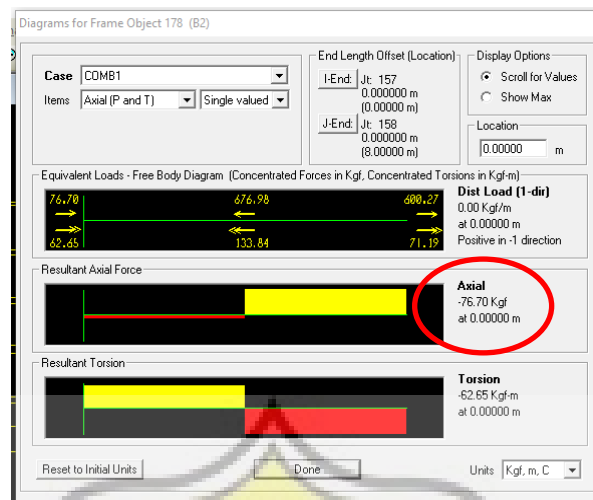 Diagrams for Frame Object 178 (B2)
Case COMB1
Items Axial (P and T) Single valued
End Length Offset (Location)
I-End: Jt: 157
0.000000 m
(0.00000 m)
J-End: Jt: 158
0.000000 m
(8.00000 m)
Display Options
Scroll for Values
Show Max
Location
0.00000 m
Equivalent Loads - Free Body Diagram (Concentrated Forces in Kgf, Concentrated Torsions in Kgf-m)
76.70 676.98 600.27
62.65 133.84 71.19
Dist Load (1-dir)
0.00 Kgf/m
at 0.00000 m
Positive in -1 direction
Resultant Axial Force
Axial
-76.70 Kgf
at 0.00000 m
Resultant Torsion
Torsion
-62.65 Kgf-m
at 0.00000 m
Reset to Initial Units Done Units Kgf, m, C